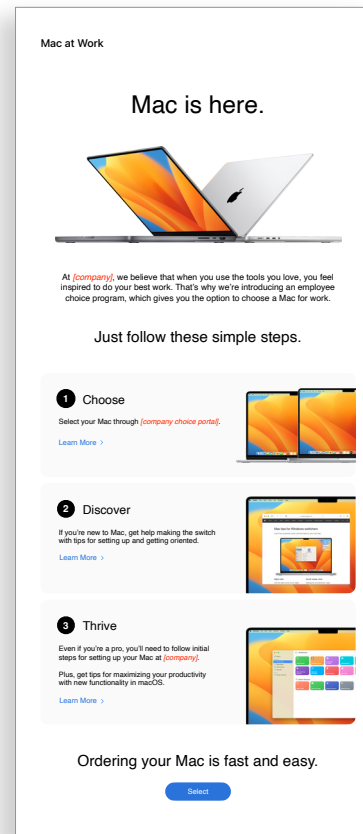 Mac at Work
Mac is here.
At [company], we believe that when you use the tools you love, you feel
inspired to do your best work. That's why we're introducing an employee
choice program, which gives you the option to choose a Mac for work.
Just follow these simple steps.
1 Choose
Select your Mac through [company choice portal].
Learn More >
2 Discover
If you're new to Mac, get help making the switch
with tips for setting up and getting oriented.
Learn More >
3 Thrive
Even if you're a pro, you'll need to follow initial
steps for setting up your Mac at [company].
Plus, get tips for maximizing your productivity
with new functionality in macOS.
Learn More >
Ordering your Mac is fast and easy.
Select